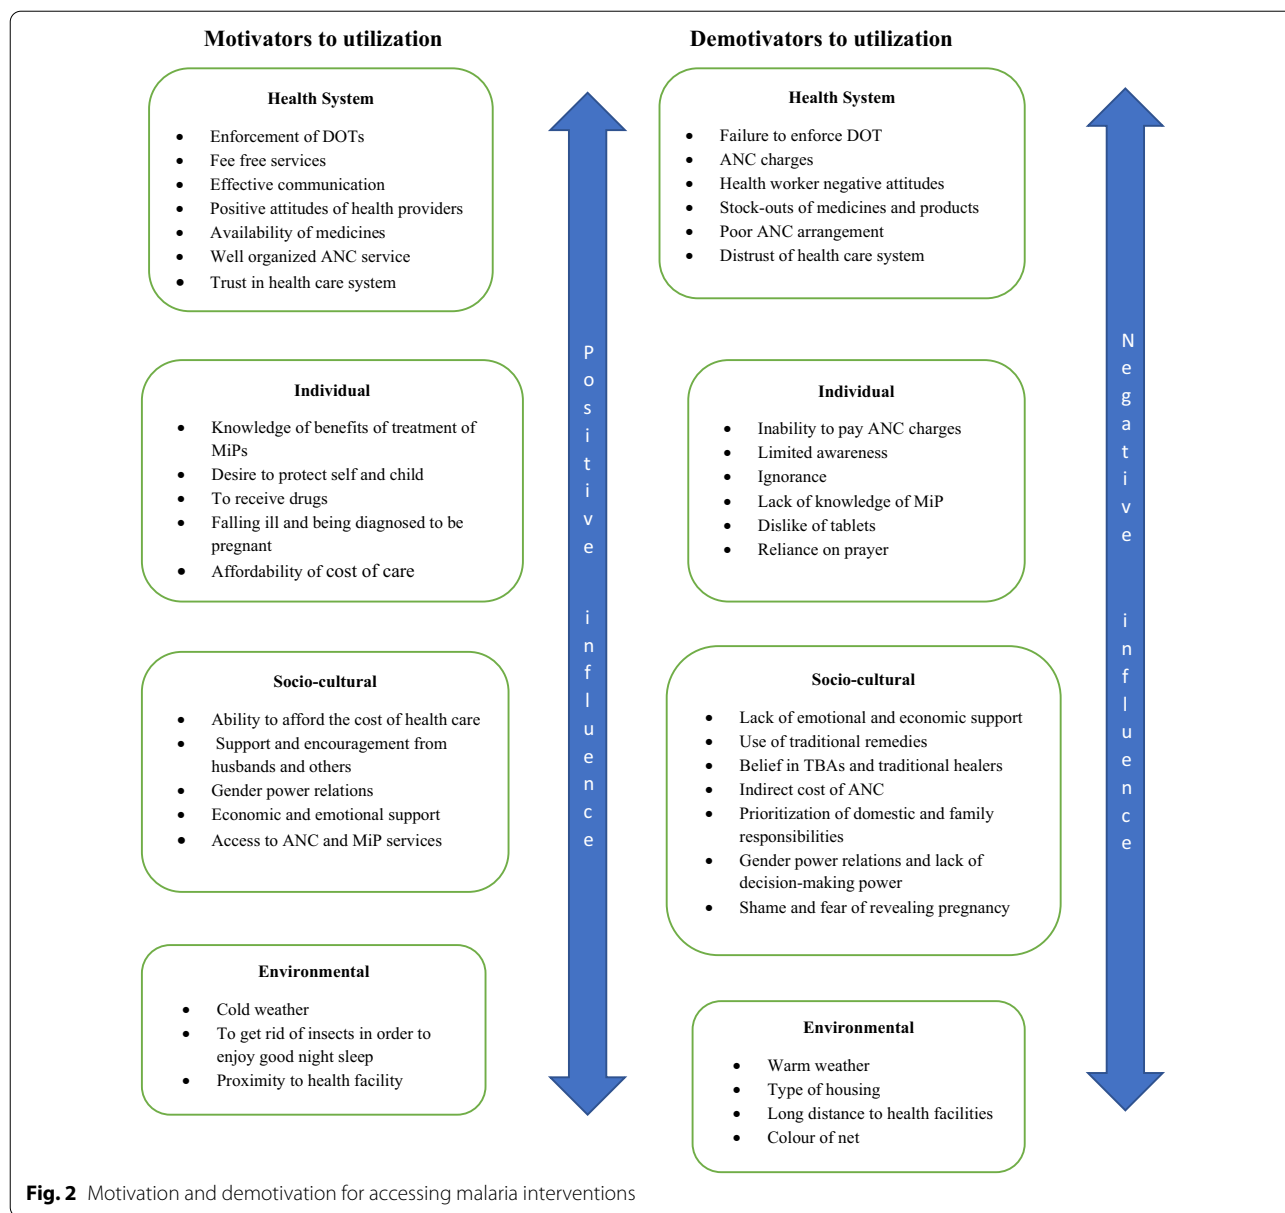 Motivators to utilization
Health System
• Enforcement of DOTs
• Fee free services
• Effective communication
• Positive attitudes of health providers
• Availability of medicines
• Well organized ANC service
• Trust in health care system
Individual
• Knowledge of benefits of treatment of
MiPs
• Desire to protect self and child
• To receive drugs
• Falling ill and being diagnosed to be
pregnant
• Affordability of cost of care
Socio-cultural
• Ability to afford the cost of health care
• Support and encouragement from
husbands and others
• Gender power relations
• Economic and emotional support
• Access to ANC and MiP services
Environmental
• Cold weather
• To get rid of insects in order to
enjoy good night sleep
• Proximity to health facility
Positive influence
Demotivators to utilization
Health System
• Failure to enforce DOT
• ANC charges
• Health worker negative attitudes
• Stock-outs of medicines and products
• Poor ANC arrangement
• Distrust of health care system
Individual
• Inability to pay ANC charges
• Limited awareness
• Ignorance
• Lack of knowledge of MiP
• Dislike of tablets
• Reliance on prayer
Socio-cultural
• Lack of emotional and economic support
• Use of traditional remedies
• Belief in TBAs and traditional healers
• Indirect cost of ANC
• Prioritization of domestic and family
responsibilities
• Gender power relations and lack of
decision-making power
• Shame and fear of revealing pregnancy
Environmental
• Warm weather
• Type of housing
• Long distance to health facilities
• Colour of net
Negative influence
Fig. 2 Motivation and demotivation for accessing malaria interventions